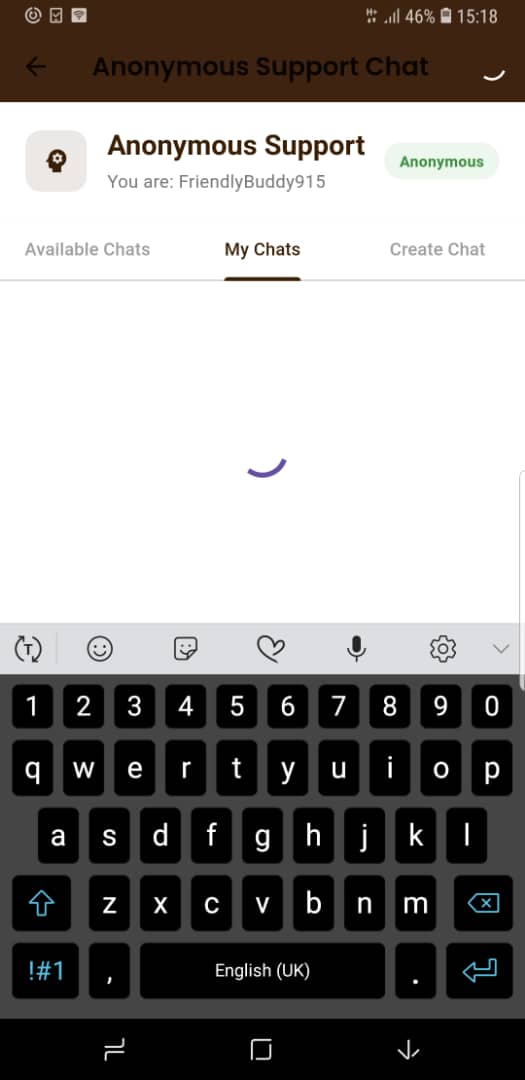 46% 15:18
Anonymous Support Chat
Anonymous Support
You are: FriendlyBuddy915
Anonymous
Available Chats My Chats Create Chat
T
1 2 3 4 5 6 7 8 9 0
q w e r t y u i o p
a s d f g h j k l
z x c v b n m
!#1 , English (UK) .